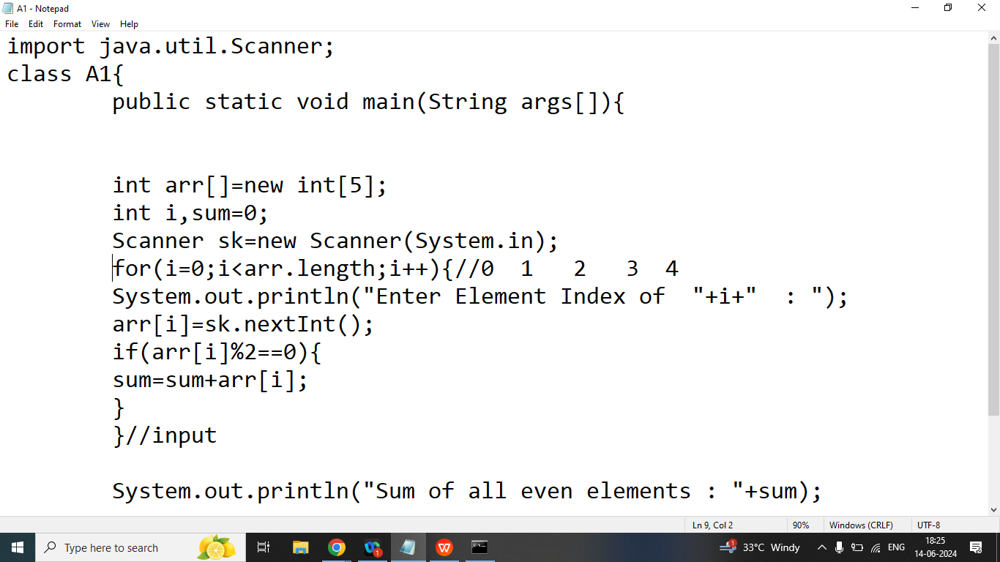 A1 - Notepad
File Edit Format View Help
import java.util.Scanner;
class A1{
public static void main(String args[]){
int arr[]=new int[5];
int i,sum=0;
Scanner sk=new Scanner(System.in);
for(i=0;i<arr.length;i++){//0 1 2 3 4
System.out.println("Enter Element Index of "+i+" : ");
arr[i]=sk.nextInt();
if(arr[i]%2==0){
sum=sum+arr[i];
}
}//input
System.out.println("Sum of all even elements : "+sum);
Ln 9, Col 2 90% Windows (CRLF) UTF-8
Type here to search 1 W 1 33°C Windy ENG 18:25
14-06-2024